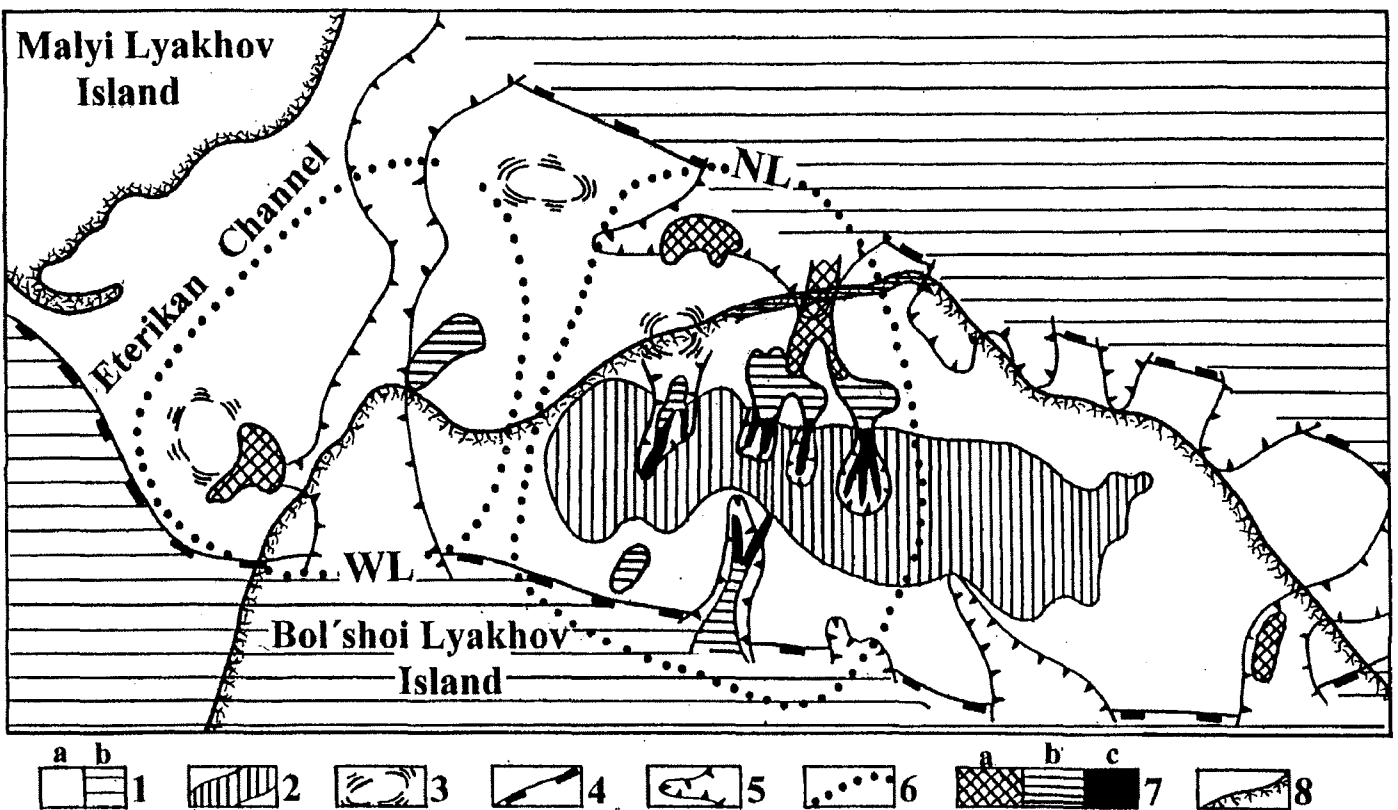 Malyi Lyakhov
Island
Eterikan Channel
NL
WL
Bol´shoi Lyakhov
Island
a b 1
2
3
4
5
6
a b c 7
8